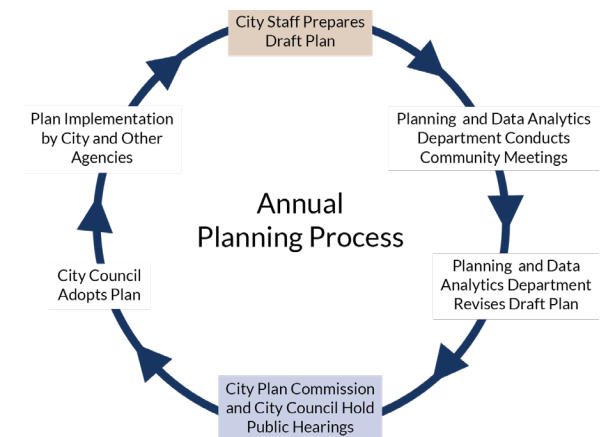 City Staff Prepares
Draft Plan
Planning and Data Analytics
Department Conducts
Community Meetings
Planning and Data
Analytics Department
Revises Draft Plan
City Plan Commission
and City Council Hold
Public Hearings
City Council
Adopts Plan
Plan Implementation
by City and Other
Agencies
Annual
Planning Process